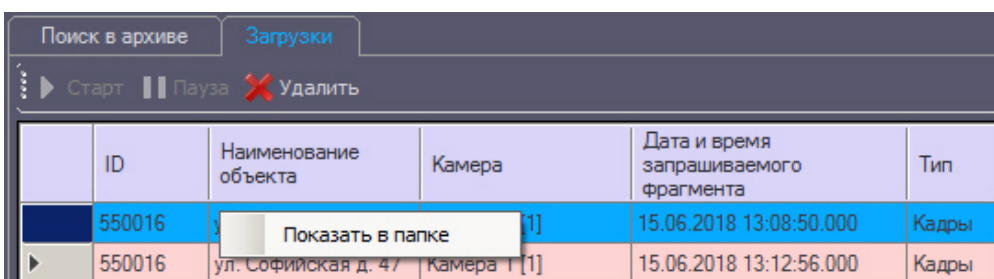 Поиск в архиве Загрузки
Старт Пауза Удалить
ID Наименование объекта Камера Дата и время запрашиваемого фрагмента Тип
550016 [1] 15.06.2018 13:08:50.000 Кадры
Показать в папке
550016 ул. Софийская д. 47 Камера 1 [1] 15.06.2018 13:12:56.000 Кадры